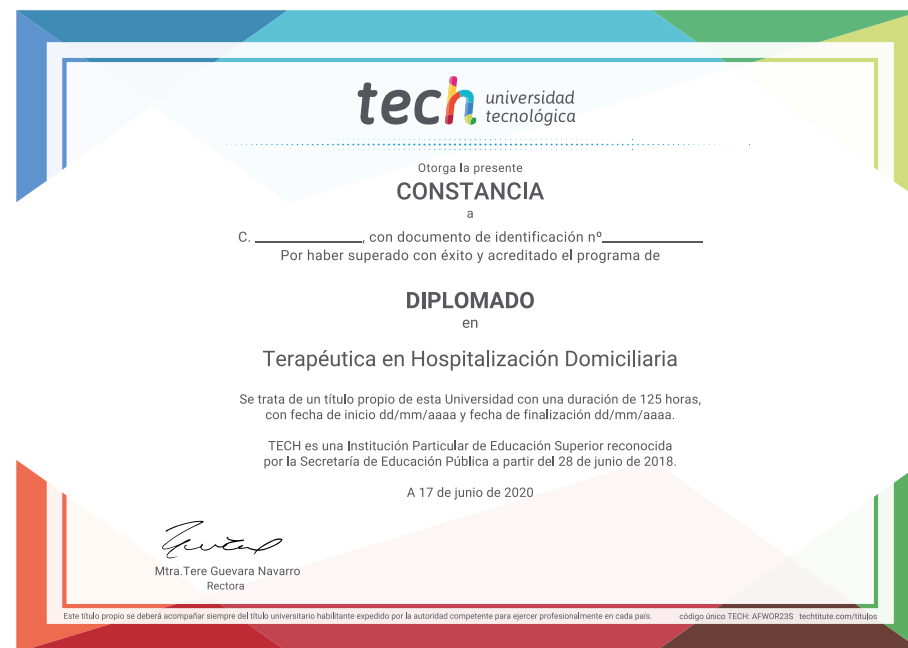 tech universidad
tecnológica
Otorga la presente
CONSTANCIA
a
C. ____________, con documento de identificación nº____________
Por haber superado con éxito y acreditado el programa de
DIPLOMADO
en
Terapéutica en Hospitalización Domiciliaria
Se trata de un título propio de esta Universidad con una duración de 125 horas,
con fecha de inicio dd/mm/aaaa y fecha de finalización dd/mm/aaaa.
TECH es una Institución Particular de Educación Superior reconocida
por la Secretaría de Educación Pública a partir del 28 de junio de 2018.
A 17 de junio de 2020
Mtra.Tere Guevara Navarro
Rectora
Este título propio se deberá acompañar siempre del título universitario habilitante expedido por la autoridad competente para ejercer profesionalmente en cada país. código único TECH: AFWOR23S techtitute.com/titulos